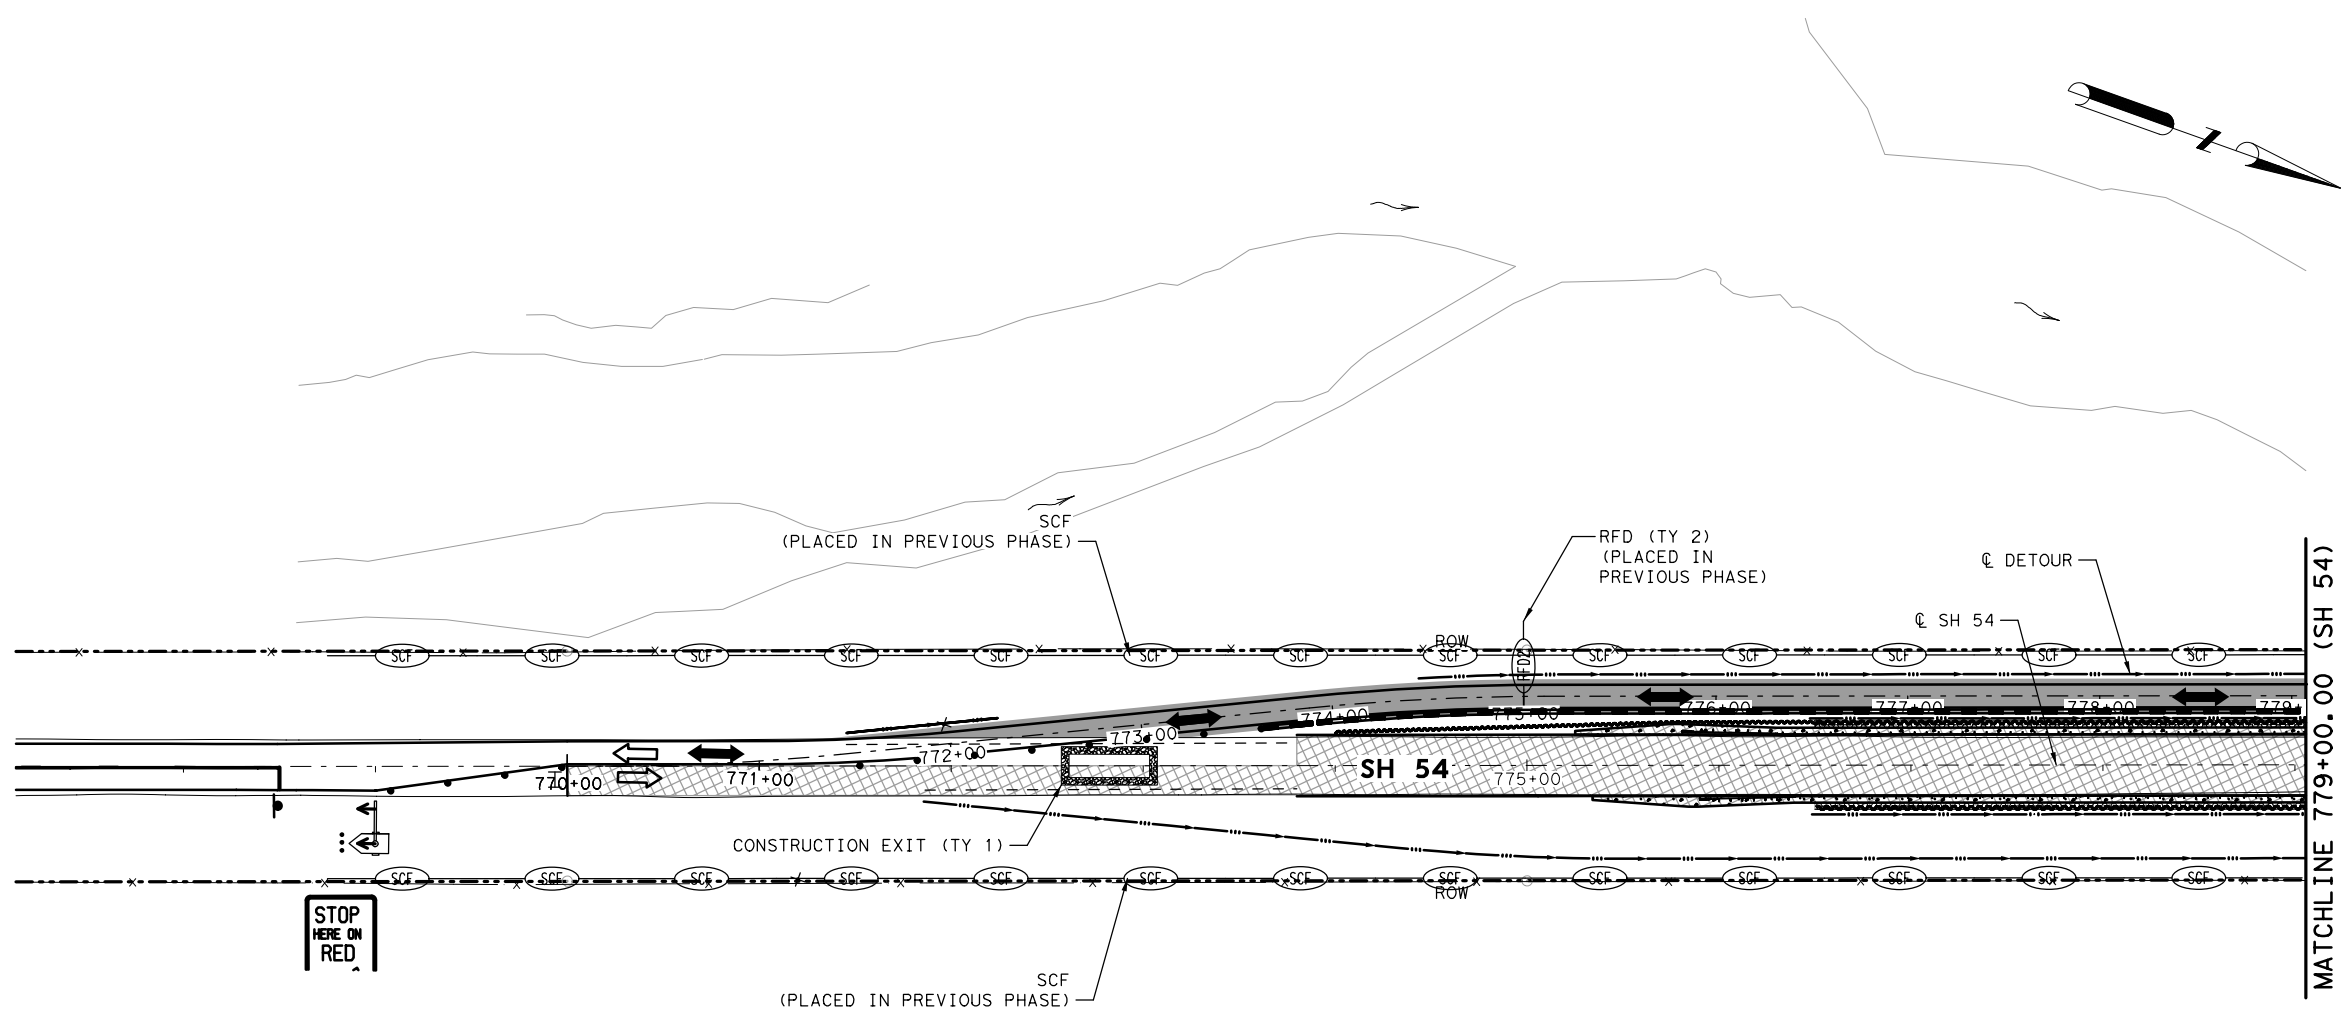 SCF
(PLACED IN PREVIOUS PHASE)
RFD (TY 2)
(PLACED IN
PREVIOUS PHASE)
℄ DETOUR
℄ SH 54
ROW
SCF SCF SCF SCF SCF SCF SCF SCF SCF SCF SCF SCF SCF
RFD2
774+00 775+00 776+00 777+00 778+00 779
770+00 771+00 772+00 773+00
SH 54
775+00
CONSTRUCTION EXIT (TY 1)
SCF SCF SCF SCF SCF SCF SCF SCF SCF SCF SCF SCF SCF
ROW
STOP
HERE ON
RED
SCF
(PLACED IN PREVIOUS PHASE)
MATCHLINE 779+00.00 (SH 54)